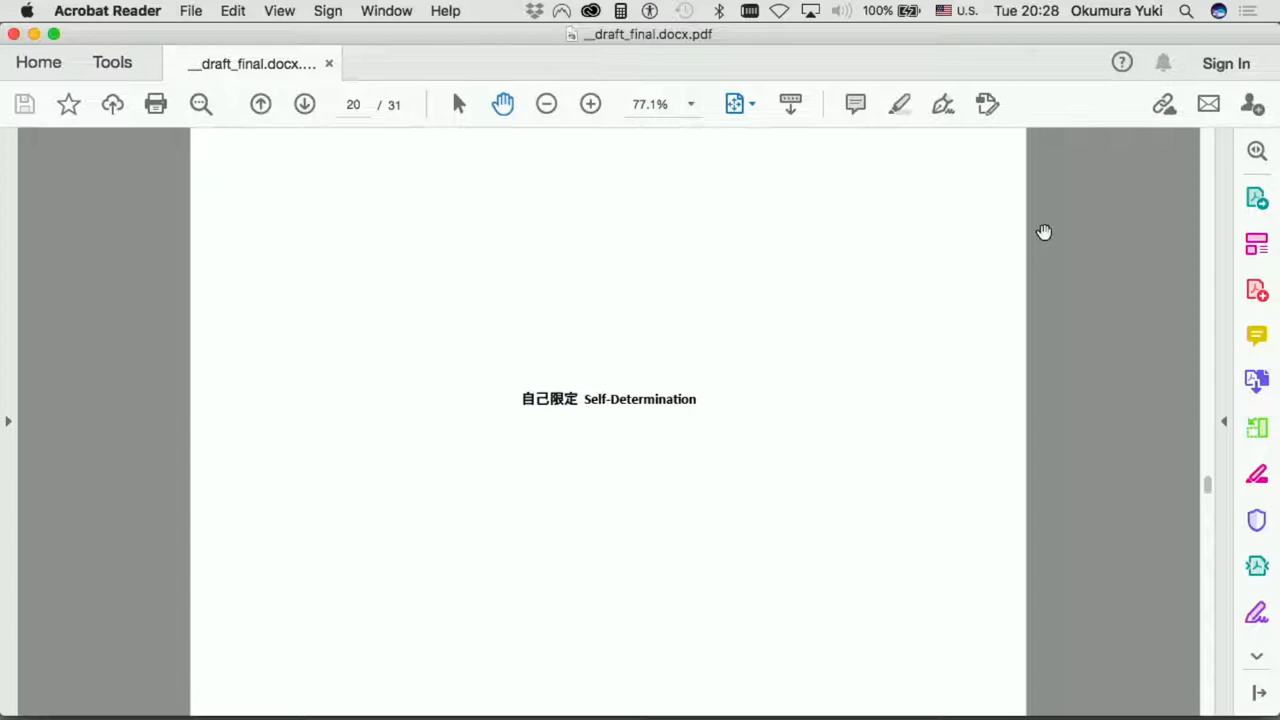 Acrobat Reader File Edit View Sign Window Help 100% U.S. Tue 20:28 Okumura Yuki
__draft_final.docx.pdf
Home Tools __draft_final.docx.... × Sign In
20 / 31 77.1%
自己限定 Self-Determination